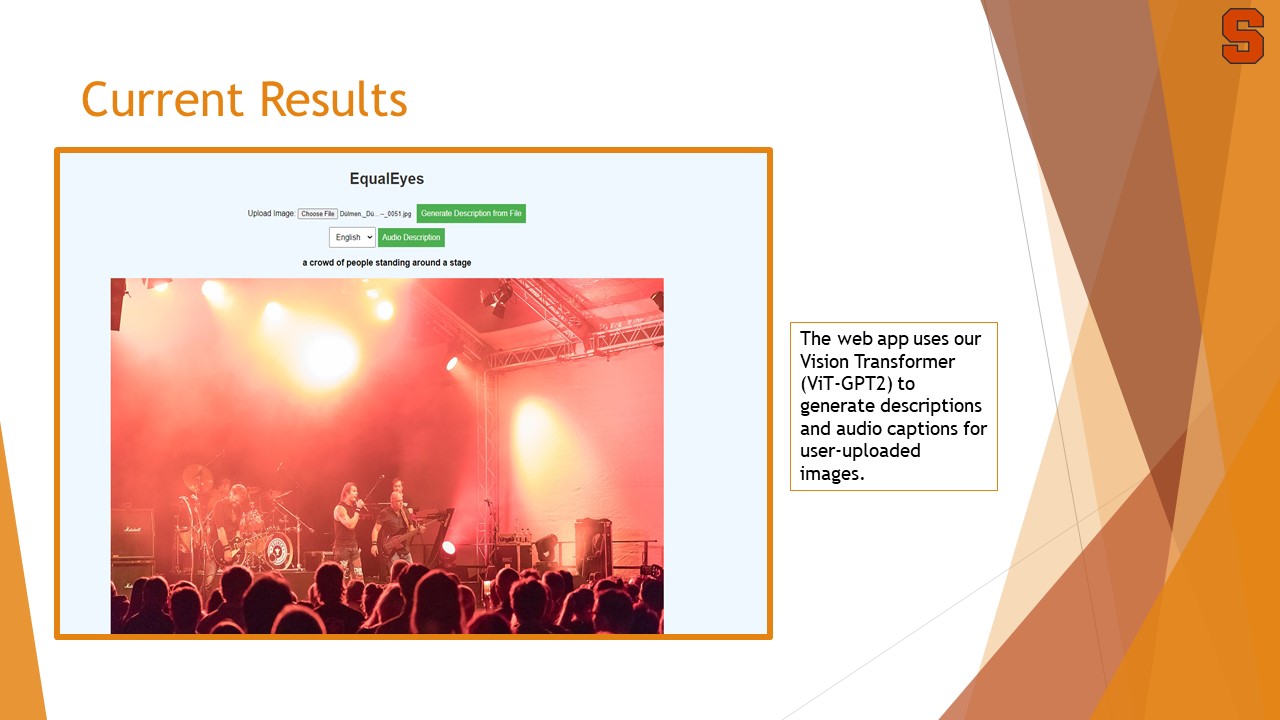 S
Current Results
EqualEyes
Upload Image: Choose File Dülmen,_Dü...--_0051.jpg Generate Description from File
English Audio Description
a crowd of people standing around a stage
Marshall
The web app uses our
Vision Transformer
(ViT-GPT2) to
generate descriptions
and audio captions for
user-uploaded
images.